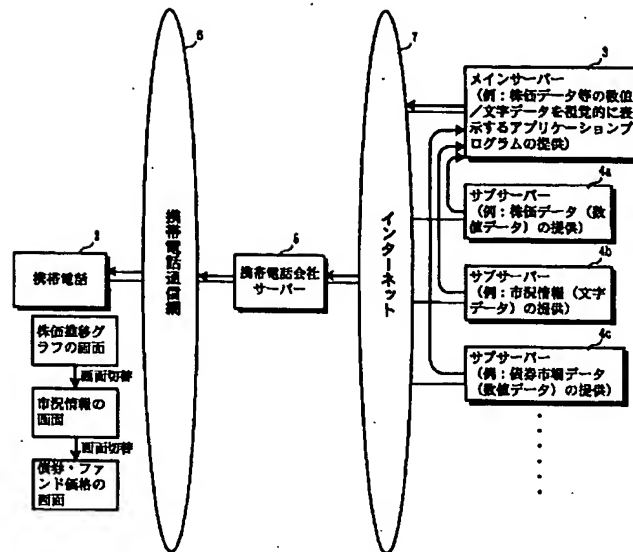 6
7
3
メインサーバー
（例：株価データ等の数値
／文字データを視覚的に表
示するアプリケーションプ
ログラムの提供）
4a
サブサーバー
（例：株価データ（数
値データ）の提供）
4b
サブサーバー
（例：市況情報（文字
データ）の提供）
4c
サブサーバー
（例：債券市場データ
（数値データ）の提供）
インターネット
5
携帯電話会社
サーバー
携帯電話通信網
携帯電話
株価推移グ
ラフの画面
画面切替
市況情報の
画面
画面切替
債券・ファ
ンド価格の
画面